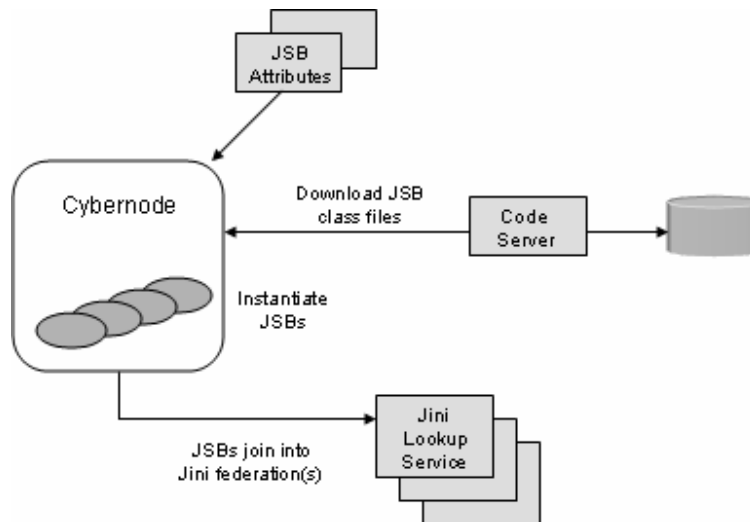 JSB
Attributes
Cybernode
Download JSB
class files
Code
Server
Instantiate
JSBs
Jini
Lookup
Service
JSBs join into
Jini federation(s)